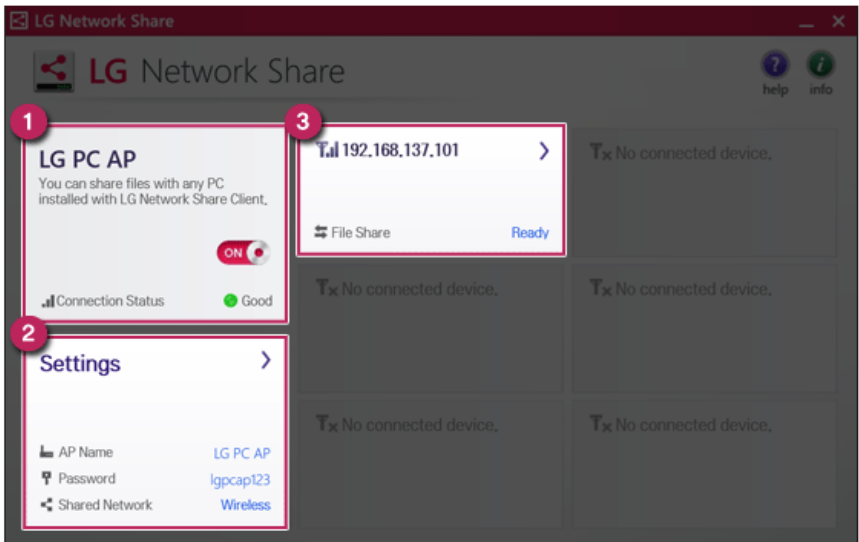 LG Network Share
LG Network Share
help
info
1
LG PC AP
You can share files with any PC
installed with LG Network Share Client.
ON
Connection Status
Good
2
Settings
AP Name
LG PC AP
Password
lgpcap123
Shared Network
Wireless
3
192.168.137.101
File Share
Ready
No connected device.
No connected device.
No connected device.
No connected device.
No connected device.